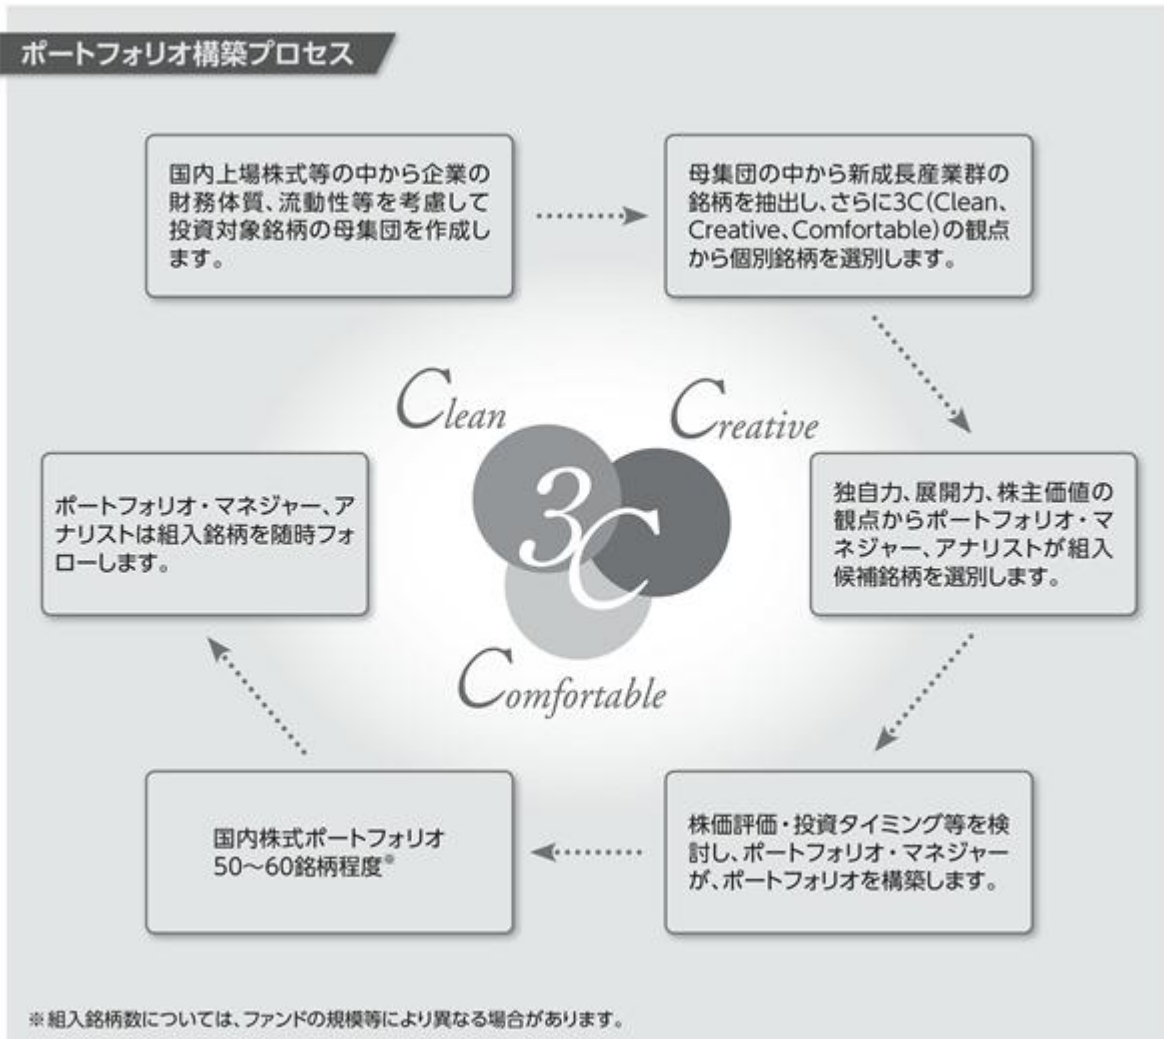 ポートフォリオ構築プロセス
国内上場株式等の中から企業の
財務体質、流動性等を考慮して
投資対象銘柄の母集団を作成し
ます。
母集団の中から新成長産業群の
銘柄を抽出し、さらに3C(Clean、
Creative、Comfortable)の観点
から個別銘柄を選別します。
Clean
Creative
3C
Comfortable
独自力、展開力、株主価値の
観点からポートフォリオ・マ
ネジャー、アナリストが組入
候補銘柄を選別します。
株価評価・投資タイミング等を検
討し、ポートフォリオ・マネジャー
が、ポートフォリオを構築します。
国内株式ポートフォリオ
50〜60銘柄程度※
ポートフォリオ・マネジャー、ア
ナリストは組入銘柄を随時フォ
ローします。
※組入銘柄数については、ファンドの規模等により異なる場合があります。